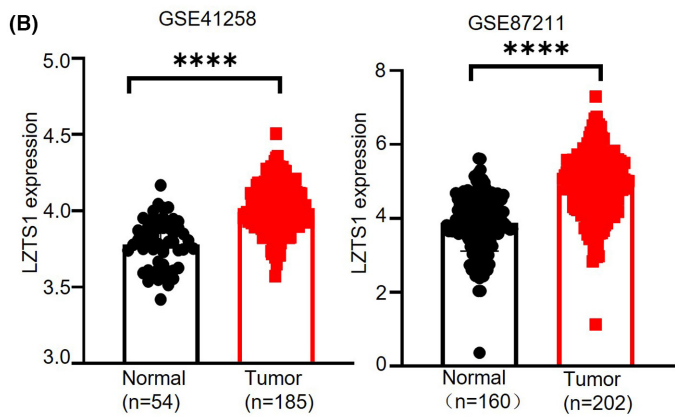 (B)
GSE41258
GSE87211
****
****
LZTS1 expression
5.0
4.5
4.0
3.5
3.0
Normal
(n=54)
Tumor
(n=185)
LZTS1 expression
8
6
4
2
0
Normal
（n=160）
Tumor
(n=202)